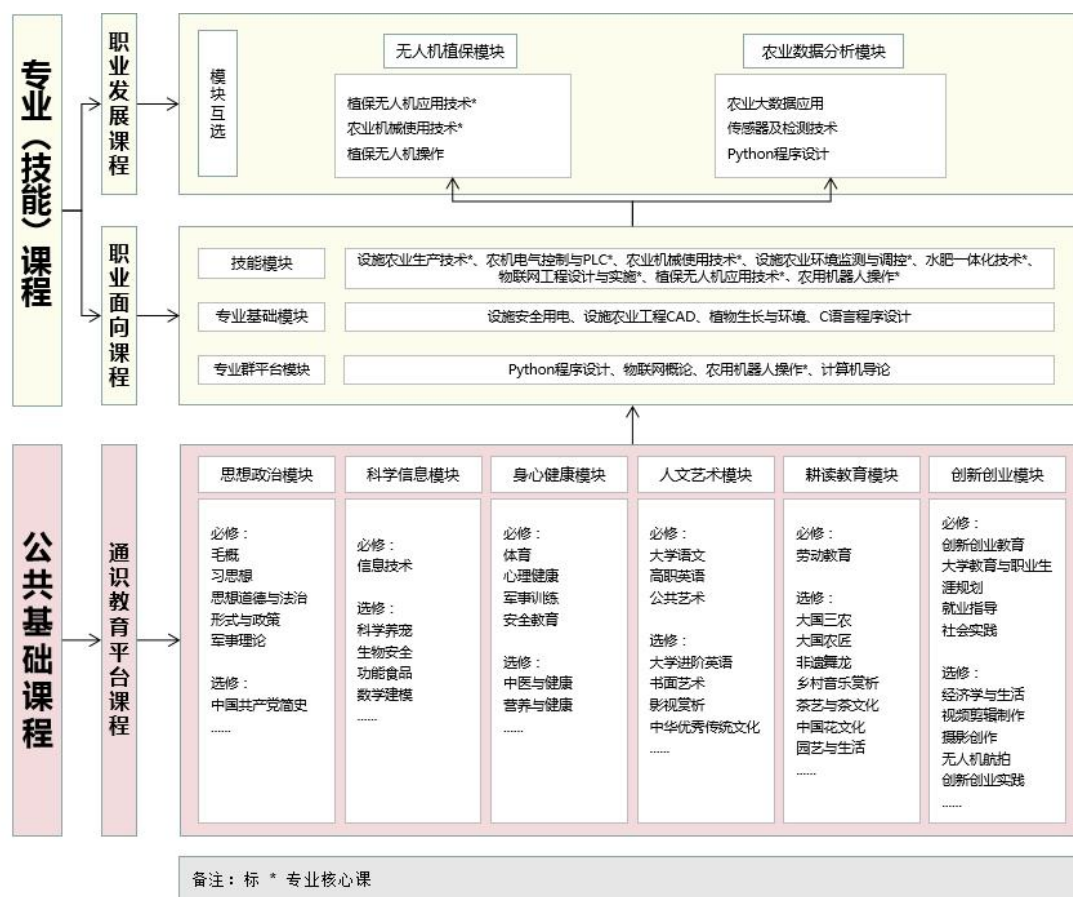 专业（技能）课程
职业发展课程
模块互选
无人机植保模块
植保无人机应用技术*
农业机械使用技术*
植保无人机操作
农业数据分析模块
农业大数据应用
传感器及检测技术
Python程序设计
职业面向课程
技能模块
设施农业生产技术*、农机电气控制与PLC*、农业机械使用技术*、设施农业环境监测与调控*、水肥一体化技术*、
物联网工程设计与实施*、植保无人机应用技术*、农用机器人操作*
专业基础模块
设施安全用电、设施农业工程CAD、植物生长与环境、C语言程序设计
专业群平台模块
Python程序设计、物联网概论、农用机器人操作*、计算机导论
公共基础课程
通识教育平台课程
思想政治模块
必修：
毛概
习思想
思想道德与法治
形式与政策
军事理论
选修：
中国共产党简史
......
科学信息模块
必修：
信息技术
选修：
科学养宠
生物安全
功能食品
数学建模
......
身心健康模块
必修：
体育
心理健康
军事训练
安全教育
选修：
中医与健康
营养与健康
......
人文艺术模块
必修：
大学语文
高职英语
公共艺术
选修：
大学进阶英语
书面艺术
影视赏析
中华优秀传统文化
......
耕读教育模块
必修：
劳动教育
选修：
大国三农
大国农匠
非遗舞龙
乡村音乐赏析
茶艺与茶文化
中国花文化
园艺与生活
......
创新创业模块
必修：
创新创业教育
大学教育与职业生
涯规划
就业指导
社会实践
选修：
经济学与生活
视频剪辑制作
摄影创作
无人机航拍
创新创业实践
......
备注：标 * 专业核心课